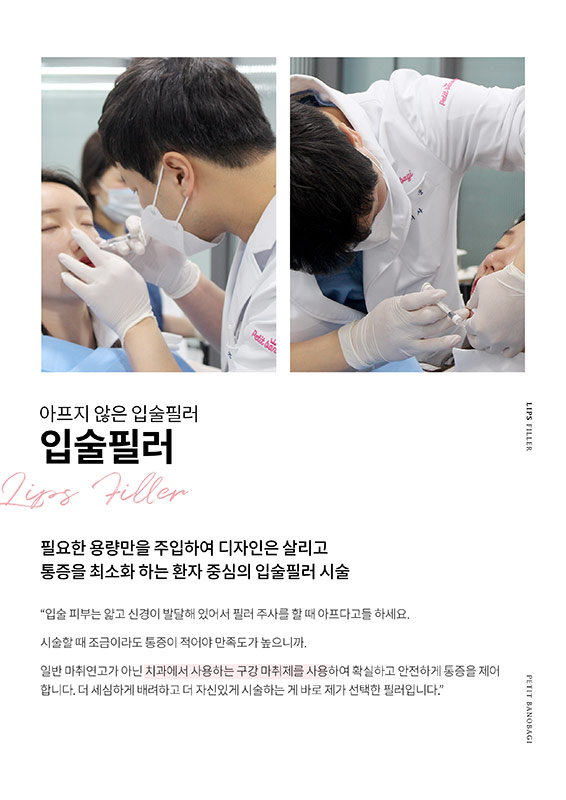 Petit
bagi
Petit bano
아프지 않은 입술필러
입술필러
Lips Filler
LIPS FILLER
필요한 용량만을 주입하여 디자인은 살리고
통증을 최소화 하는 환자 중심의 입술필러 시술
“입술 피부는 얇고 신경이 발달해 있어서 필러 주사를 할 때 아프다고들 하세요.
시술할 때 조금이라도 통증이 적어야 만족도가 높으니까.
일반 마취연고가 아닌 치과에서 사용하는 구강 마취제를 사용하여 확실하고 안전하게 통증을 제어
합니다. 더 세심하게 배려하고 더 자신있게 시술하는 게 바로 제가 선택한 필러입니다.”
PETIT BANOBAGI